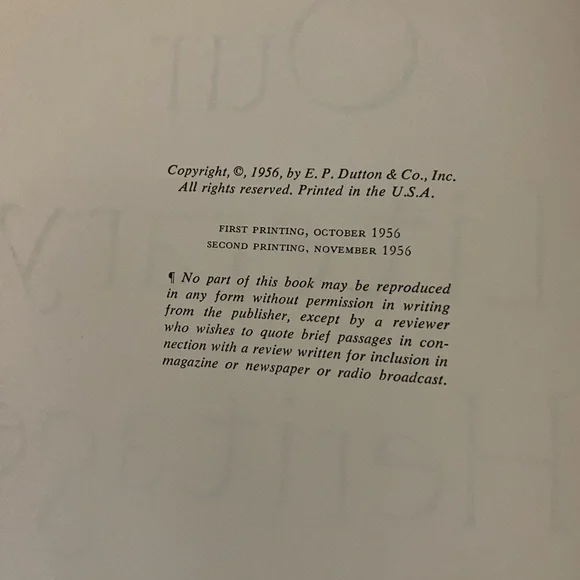 Copyright, ©, 1956, by E. P. Dutton & Co., Inc.
All rights reserved. Printed in the U.S.A.
FIRST PRINTING, OCTOBER 1956
SECOND PRINTING, NOVEMBER 1956
¶ No part of this book may be reproduced
in any form without permission in writing
from the publisher, except by a reviewer
who wishes to quote brief passages in con-
nection with a review written for inclusion in
magazine or newspaper or radio broadcast.